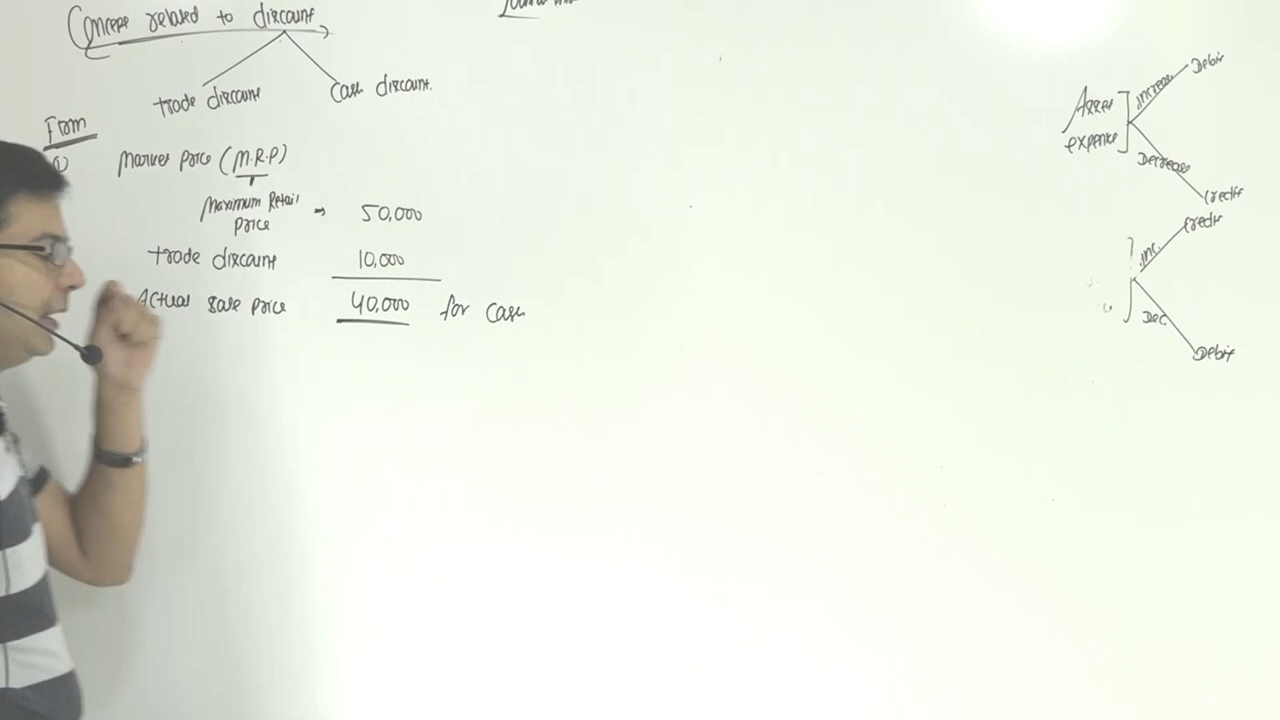 Concept related to discount
trade discount
Cash discount.
Firm
①
Market price (M.R.P)
Maximum Retail
price
→ 50,000
trade discount 10,000
Actual sale price 40,000 for cash
Debit
increase
Asset
expense
Decrease
Credit
Credit
Inc.
Dec.
Debit